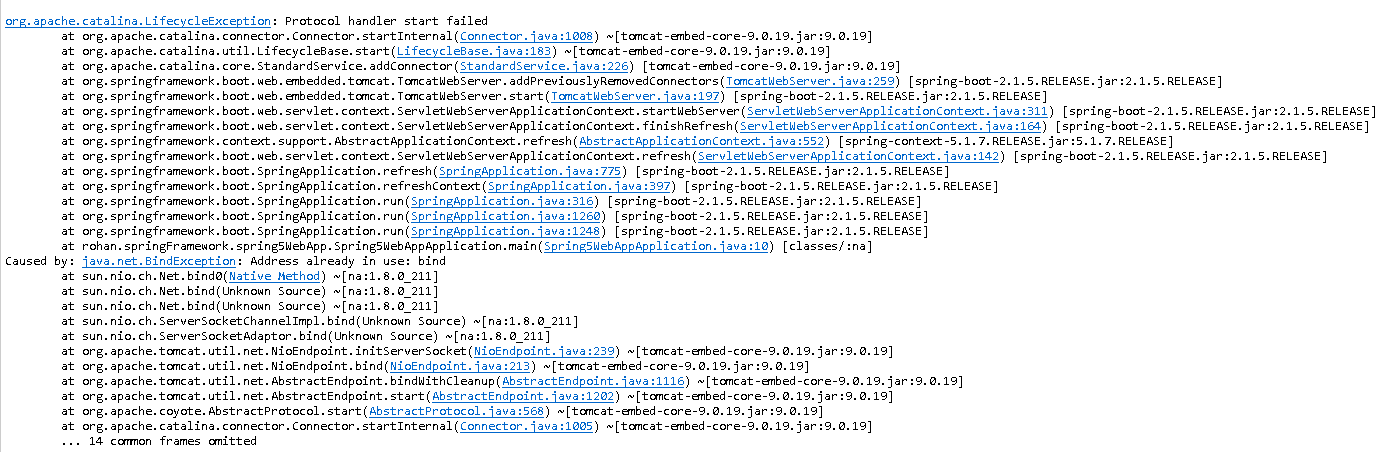 org.apache.catalina.LifecycleException: Protocol handler start failed
at org.apache.catalina.connector.Connector.startInternal(Connector.java:1008) ~[tomcat-embed-core-9.0.19.jar:9.0.19]
at org.apache.catalina.util.LifecycleBase.start(LifecycleBase.java:183) ~[tomcat-embed-core-9.0.19.jar:9.0.19]
at org.apache.catalina.core.StandardService.addConnector(StandardService.java:226) [tomcat-embed-core-9.0.19.jar:9.0.19]
at org.springframework.boot.web.embedded.tomcat.TomcatWebServer.addPreviouslyRemovedConnectors(TomcatWebServer.java:259) [spring-boot-2.1.5.RELEASE.jar:2.1.5.RELEASE]
at org.springframework.boot.web.embedded.tomcat.TomcatWebServer.start(TomcatWebServer.java:197) [spring-boot-2.1.5.RELEASE.jar:2.1.5.RELEASE]
at org.springframework.boot.web.servlet.context.ServletWebServerApplicationContext.startWebServer(ServletWebServerApplicationContext.java:311) [spring-boot-2.1.5.RELEASE.jar:2.1.5.RELEASE]
at org.springframework.boot.web.servlet.context.ServletWebServerApplicationContext.finishRefresh(ServletWebServerApplicationContext.java:164) [spring-boot-2.1.5.RELEASE.jar:2.1.5.RELEASE]
at org.springframework.context.support.AbstractApplicationContext.refresh(AbstractApplicationContext.java:552) [spring-context-5.1.7.RELEASE.jar:5.1.7.RELEASE]
at org.springframework.boot.web.servlet.context.ServletWebServerApplicationContext.refresh(ServletWebServerApplicationContext.java:142) [spring-boot-2.1.5.RELEASE.jar:2.1.5.RELEASE]
at org.springframework.boot.SpringApplication.refresh(SpringApplication.java:775) [spring-boot-2.1.5.RELEASE.jar:2.1.5.RELEASE]
at org.springframework.boot.SpringApplication.refreshContext(SpringApplication.java:397) [spring-boot-2.1.5.RELEASE.jar:2.1.5.RELEASE]
at org.springframework.boot.SpringApplication.run(SpringApplication.java:316) [spring-boot-2.1.5.RELEASE.jar:2.1.5.RELEASE]
at org.springframework.boot.SpringApplication.run(SpringApplication.java:1260) [spring-boot-2.1.5.RELEASE.jar:2.1.5.RELEASE]
at org.springframework.boot.SpringApplication.run(SpringApplication.java:1248) [spring-boot-2.1.5.RELEASE.jar:2.1.5.RELEASE]
at rohan.springFramework.spring5WebApp.Spring5WebAppApplication.main(Spring5WebAppApplication.java:10) [classes/:na]
Caused by: java.net.BindException: Address already in use: bind
at sun.nio.ch.Net.bind0(Native Method) ~[na:1.8.0_211]
at sun.nio.ch.Net.bind(Unknown Source) ~[na:1.8.0_211]
at sun.nio.ch.Net.bind(Unknown Source) ~[na:1.8.0_211]
at sun.nio.ch.ServerSocketChannelImpl.bind(Unknown Source) ~[na:1.8.0_211]
at sun.nio.ch.ServerSocketAdaptor.bind(Unknown Source) ~[na:1.8.0_211]
at org.apache.tomcat.util.net.NioEndpoint.initServerSocket(NioEndpoint.java:239) ~[tomcat-embed-core-9.0.19.jar:9.0.19]
at org.apache.tomcat.util.net.NioEndpoint.bind(NioEndpoint.java:213) ~[tomcat-embed-core-9.0.19.jar:9.0.19]
at org.apache.tomcat.util.net.AbstractEndpoint.bindWithCleanup(AbstractEndpoint.java:1116) ~[tomcat-embed-core-9.0.19.jar:9.0.19]
at org.apache.tomcat.util.net.AbstractEndpoint.start(AbstractEndpoint.java:1202) ~[tomcat-embed-core-9.0.19.jar:9.0.19]
at org.apache.coyote.AbstractProtocol.start(AbstractProtocol.java:568) ~[tomcat-embed-core-9.0.19.jar:9.0.19]
at org.apache.catalina.connector.Connector.startInternal(Connector.java:1005) ~[tomcat-embed-core-9.0.19.jar:9.0.19]
... 14 common frames omitted